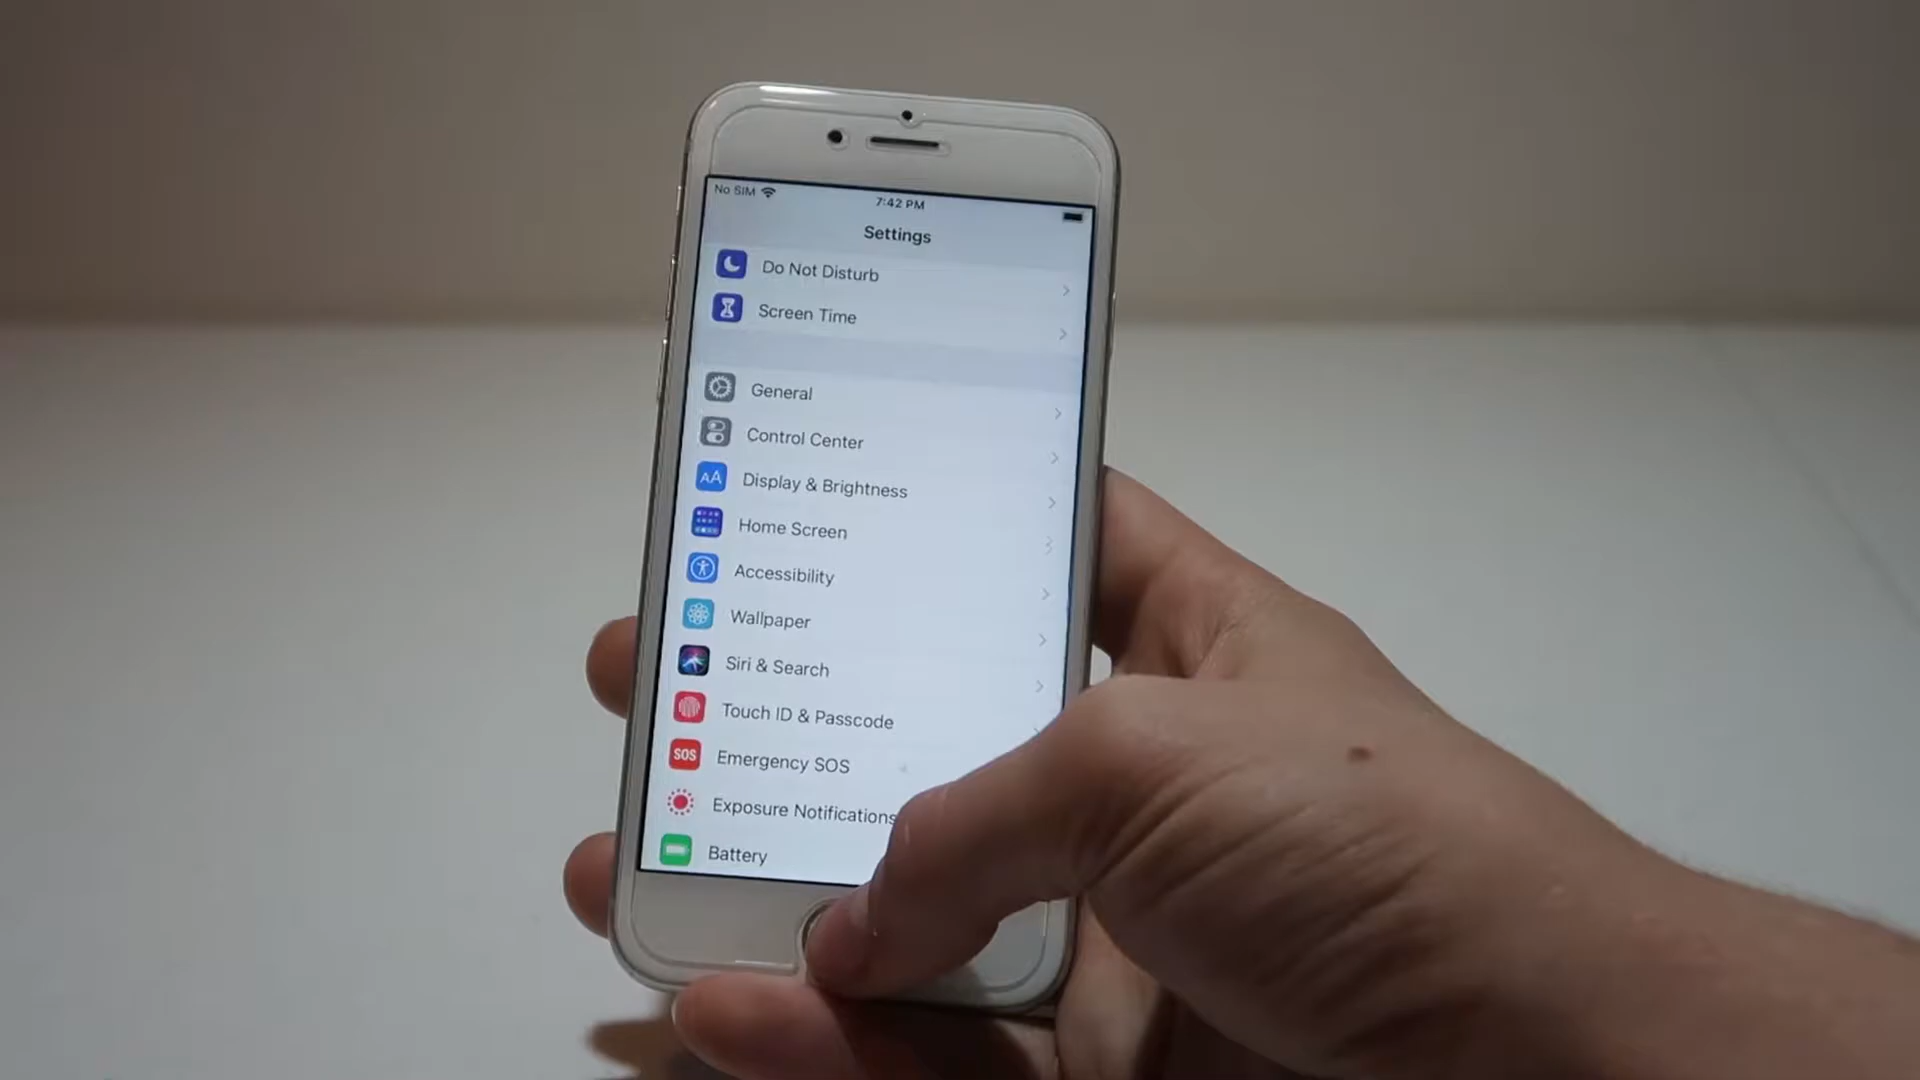 No SIM
7:42 PM
Settings
Do Not Disturb
Screen Time
General
Control Center
AA Display & Brightness
Home Screen
Accessibility
Wallpaper
Siri & Search
Touch ID & Passcode
SOS Emergency SOS
Exposure Notifications
Battery